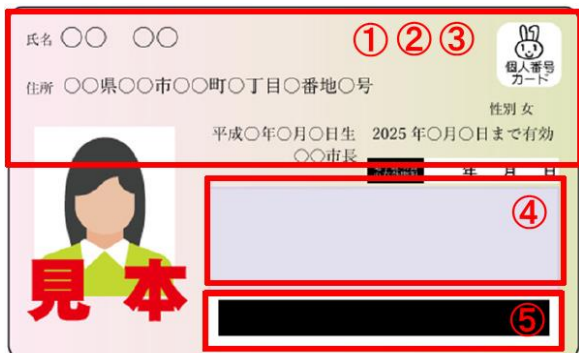 氏名 〇〇 〇〇
①②③
個人番号
カード
住所 〇〇県〇〇市〇〇町〇丁目〇番地〇号
性別 女
平成〇年〇月〇日生 2025年〇月〇日まで有効
〇〇市長
年 月 日
④
見本
⑤